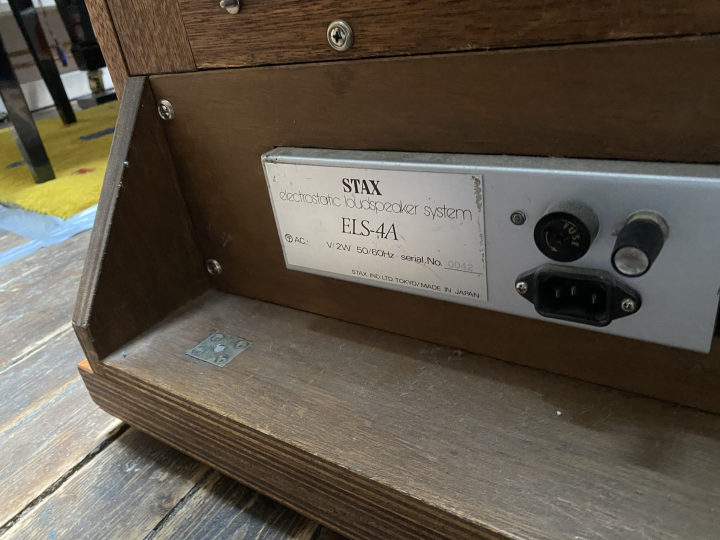 STAX
electrostatic loudspeaker system
ELS-4A
AC: V/2W 50/60Hz serial, No. 0042
STAX IND. LTD. TOKYO/MADE IN JAPAN
FUSE